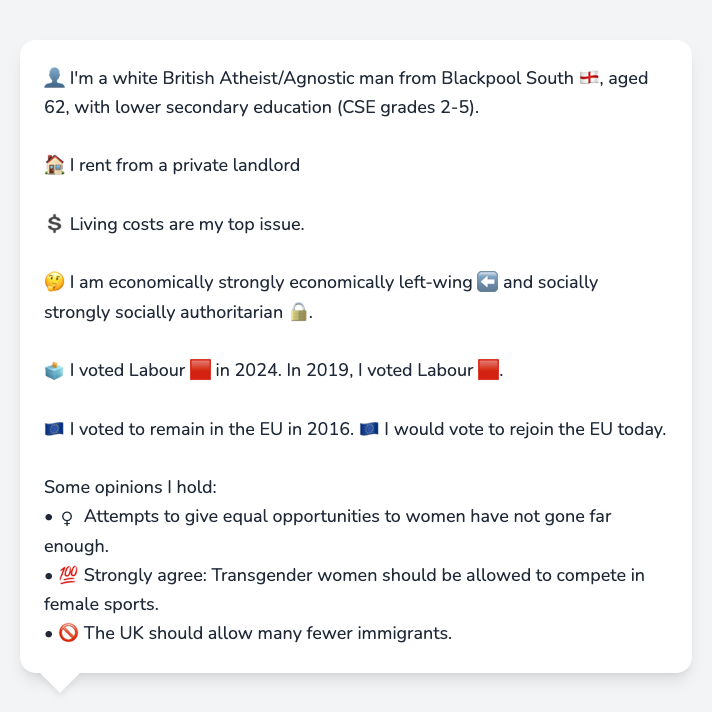 👤 I'm a white British Atheist/Agnostic man from Blackpool South 🏴󠁧󠁢󠁥󠁮󠁧󠁿, aged
62, with lower secondary education (CSE grades 2-5).
🏠 I rent from a private landlord
💲 Living costs are my top issue.
🤔 I am economically strongly economically left-wing ⬅️ and socially
strongly socially authoritarian 🔒.
🗳️ I voted Labour 🟥 in 2024. In 2019, I voted Labour 🟥.
🇪🇺 I voted to remain in the EU in 2016. 🇪🇺 I would vote to rejoin the EU today.
Some opinions I hold:
• ♀ Attempts to give equal opportunities to women have not gone far
enough.
• 💯 Strongly agree: Transgender women should be allowed to compete in
female sports.
• 🚫 The UK should allow many fewer immigrants.